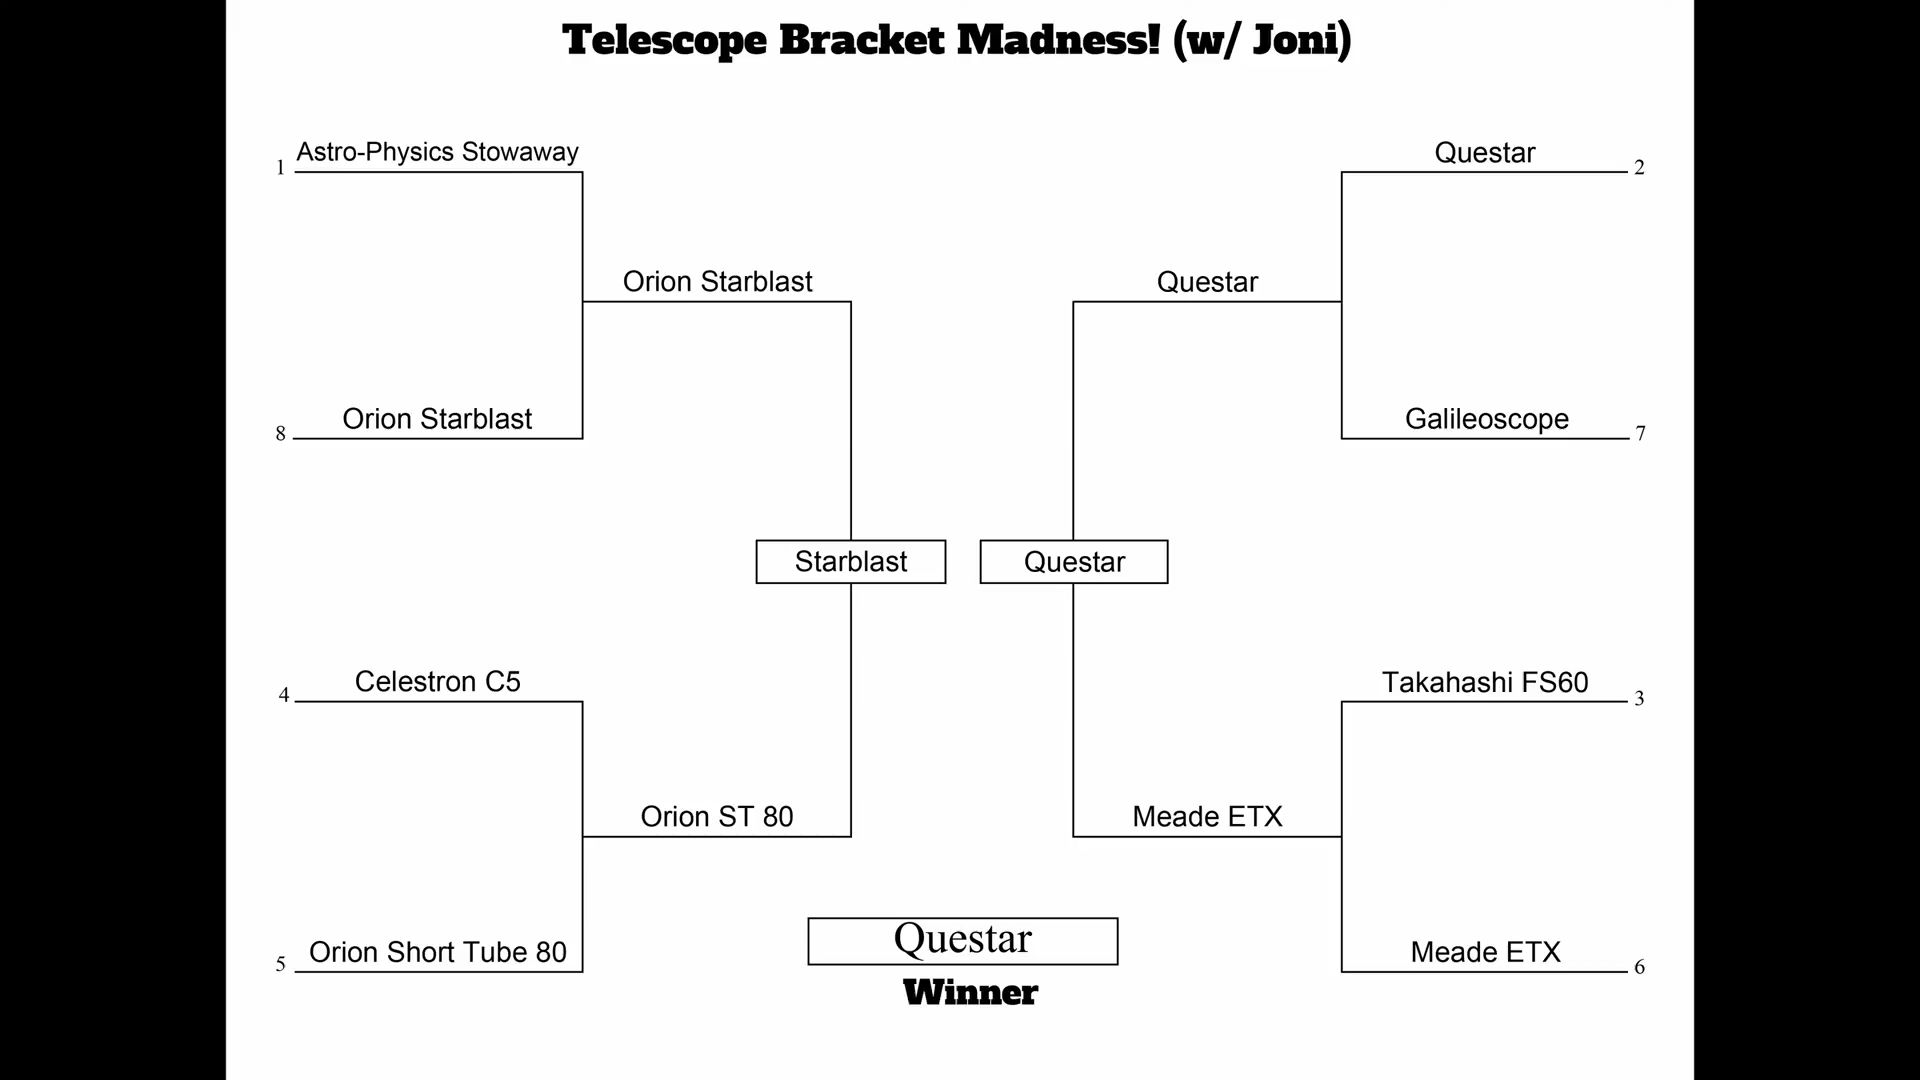 Telescope Bracket Madness! (w/ Joni)
1 Astro-Physics Stowaway
Questar 2
Orion Starblast
Questar
8 Orion Starblast
Galileoscope 7
Starblast
Questar
4 Celestron C5
Takahashi FS60 3
Orion ST 80
Meade ETX
5 Orion Short Tube 80
Meade ETX 6
Questar
Winner